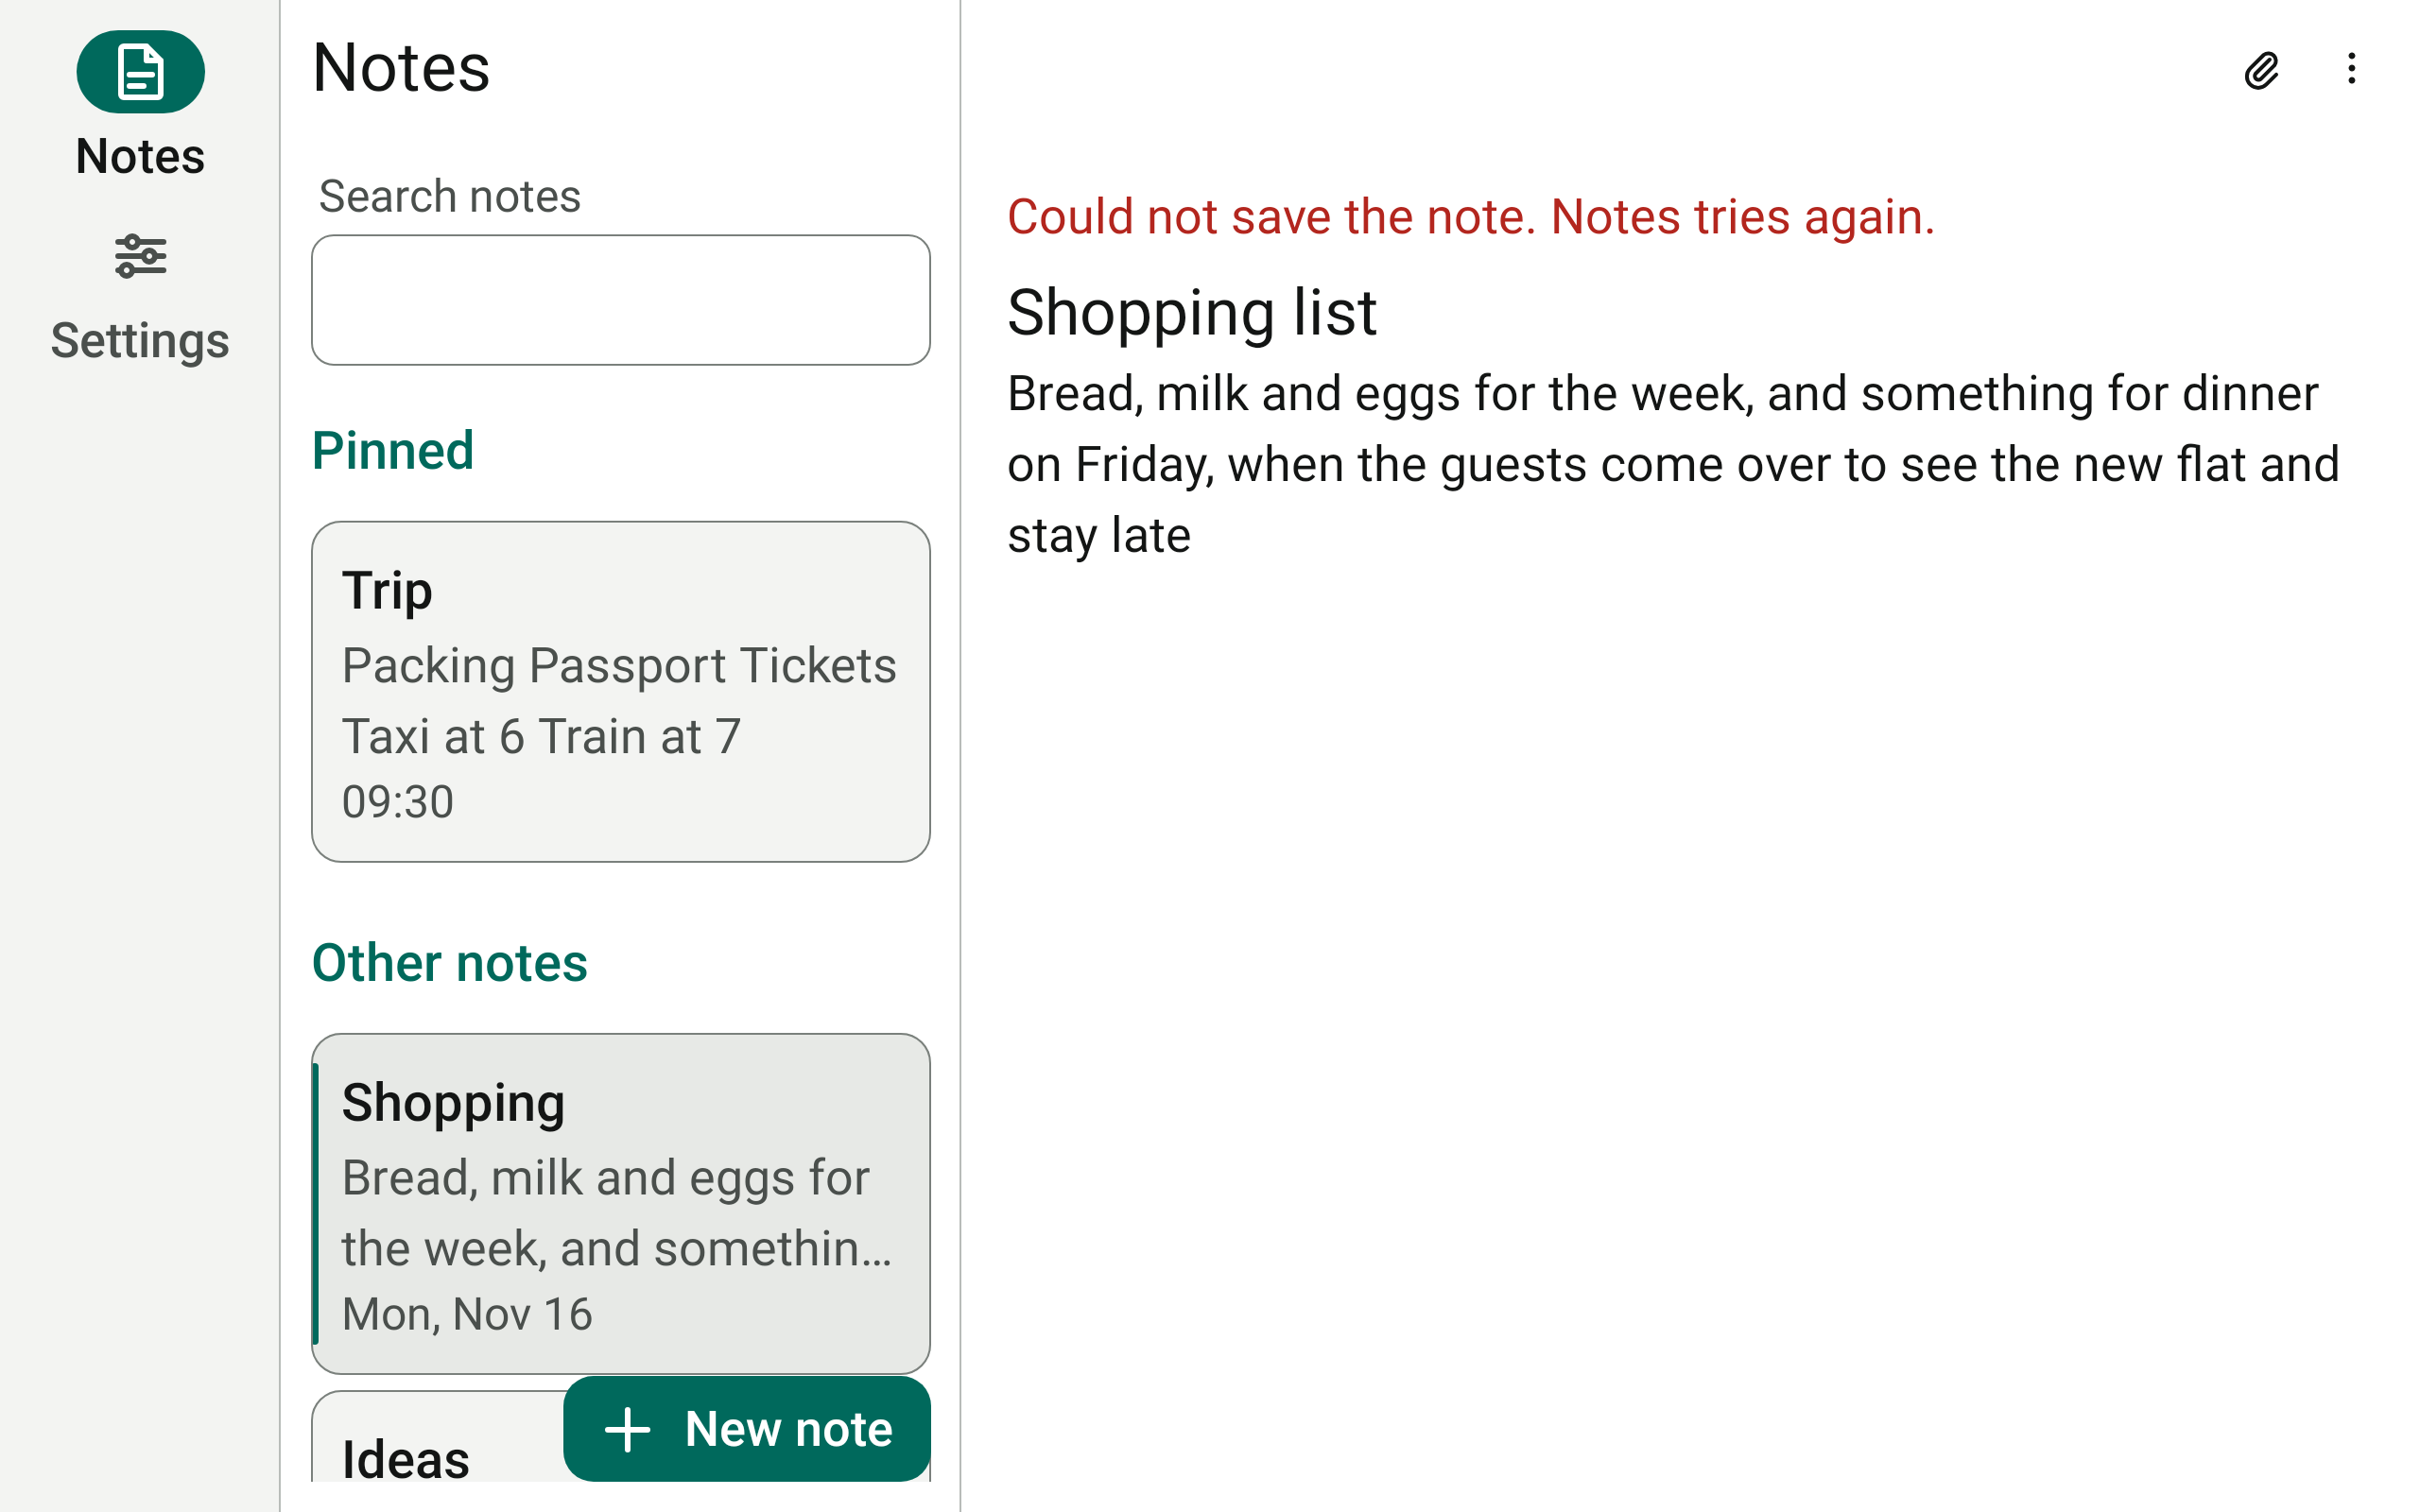 Notes
Settings
Notes
Search notes
Pinned
Trip
Packing Passport Tickets
Taxi at 6 Train at 7
09:30
Other notes
Shopping
Bread, milk and eggs for
the week, and somethin…
Mon, Nov 16
Ideas
New note
Could not save the note. Notes tries again.
Shopping list
Bread, milk and eggs for the week, and something for dinner
on Friday, when the guests come over to see the new flat and
stay late